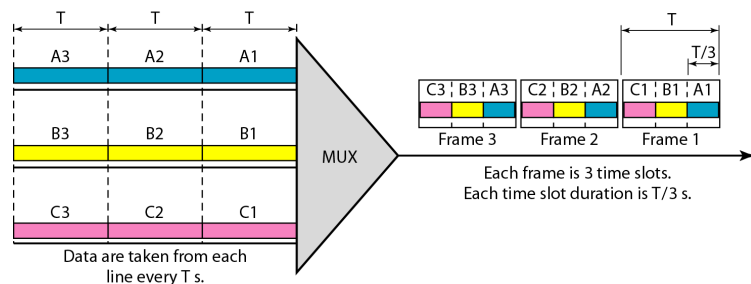 T T T
A3 A2 A1
B3 B2 B1
C3 C2 C1
Data are taken from each
line every T s.
MUX
T
T/3
C3 B3 A3 C2 B2 A2 C1 B1 A1
Frame 3 Frame 2 Frame 1
Each frame is 3 time slots.
Each time slot duration is T/3 s.